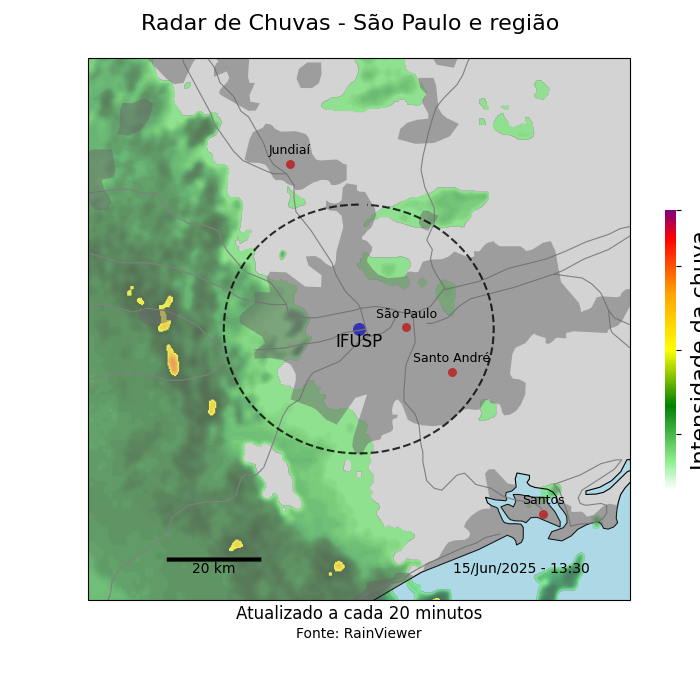 Radar de Chuvas - São Paulo e região
Jundiaí
São Paulo
IFUSP
Santo André
Santos
20 km
15/Jun/2025 - 13:30
Intensidade da chuva
Atualizado a cada 20 minutos
Fonte: RainViewer